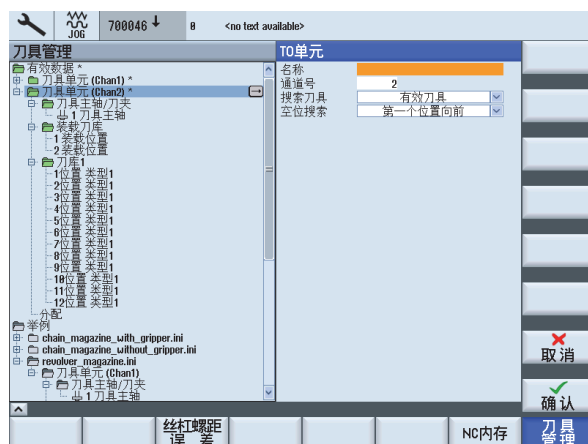 JOG
700046 0 <no text available>
刀具管理
有效数据 *
刀具单元 (Chan1) *
刀具单元 (Chan2) *
刀具主轴/刀夹
1 刀具主轴
装载刀库
1 装载位置
2 装载位置
刀库1
1位置 类型1
2位置 类型1
3位置 类型1
4位置 类型1
5位置 类型1
6位置 类型1
7位置 类型1
8位置 类型1
9位置 类型1
10位置 类型1
11位置 类型1
12位置 类型1
分配
举例
chain_magazine_with_gripper.ini
chain_magazine_without_gripper.ini
revolver_magazine.ini
刀具单元 (Chan1)
刀具主轴/刀夹
1 刀具主轴
TO单元
名称
通道号 2
搜索刀具 有效刀具
空位搜索 第一个位置向前
取消
确认
丝杠螺距
误 差
NC内存
刀具
管理